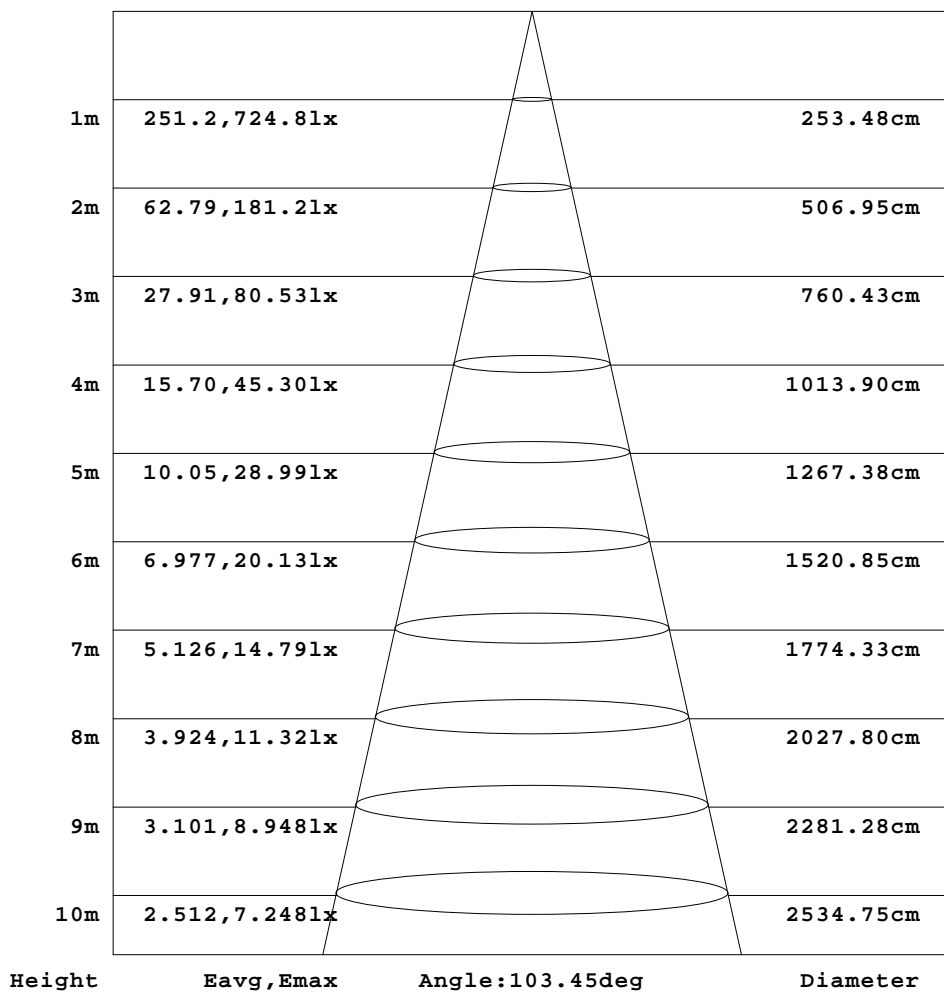 1m 251.2,724.8lx 253.48cm
2m 62.79,181.2lx 506.95cm
3m 27.91,80.53lx 760.43cm
4m 15.70,45.30lx 1013.90cm
5m 10.05,28.99lx 1267.38cm
6m 6.977,20.13lx 1520.85cm
7m 5.126,14.79lx 1774.33cm
8m 3.924,11.32lx 2027.80cm
9m 3.101,8.948lx 2281.28cm
10m 2.512,7.248lx 2534.75cm
Height Eavg,Emax Angle:103.45deg Diameter